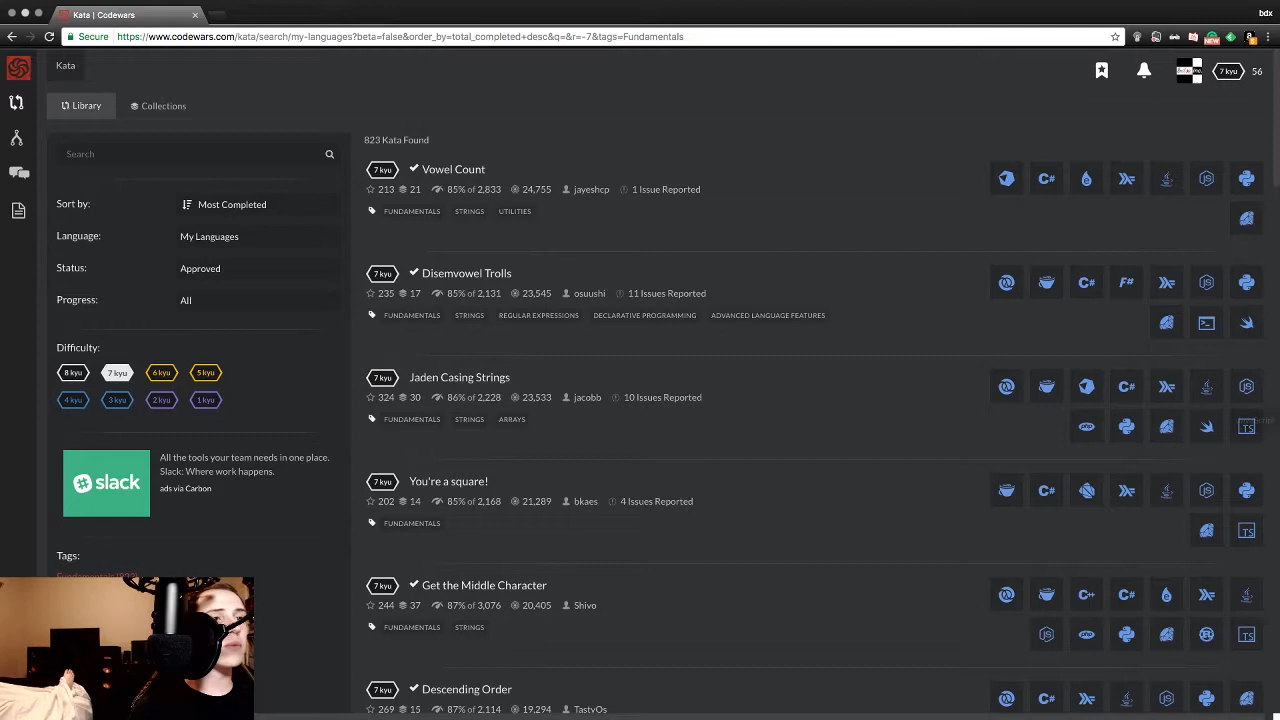 Kata | Codewars
bdx
Secure https://www.codewars.com/kata/search/my-languages?beta=false&order_by=total_completed+desc&q=&r=-7&tags=Fundamentals
NEW
Kata
7 kyu 56
Library Collections
Search
Sort by: Most Completed
Language: My Languages
Status: Approved
Progress: All
Difficulty:
8 kyu 7 kyu 6 kyu 5 kyu
4 kyu 3 kyu 2 kyu 1 kyu
slack
All the tools your team needs in one place.
Slack: Where work happens.
ads via Carbon
Tags:
823 Kata Found
7 kyu Vowel Count
213 21 85% of 2,833 24,755 jayeshcp 1 Issue Reported
FUNDAMENTALS STRINGS UTILITIES
C#
7 kyu Disemvowel Trolls
235 17 85% of 2,131 23,545 osuushi 11 Issues Reported
FUNDAMENTALS STRINGS REGULAR EXPRESSIONS DECLARATIVE PROGRAMMING ADVANCED LANGUAGE FEATURES
C# F#
7 kyu Jaden Casing Strings
324 30 86% of 2,228 23,533 jacobb 10 Issues Reported
FUNDAMENTALS STRINGS ARRAYS
C#
php TS
7 kyu You're a square!
202 14 85% of 2,168 21,289 bkaes 4 Issues Reported
FUNDAMENTALS
C#
TS
7 kyu Get the Middle Character
244 37 87% of 3,076 20,405 Shivo
FUNDAMENTALS STRINGS
C++ C#
php TS
7 kyu Descending Order
269 15 87% of 2,114 19,294 TastyOs
C#